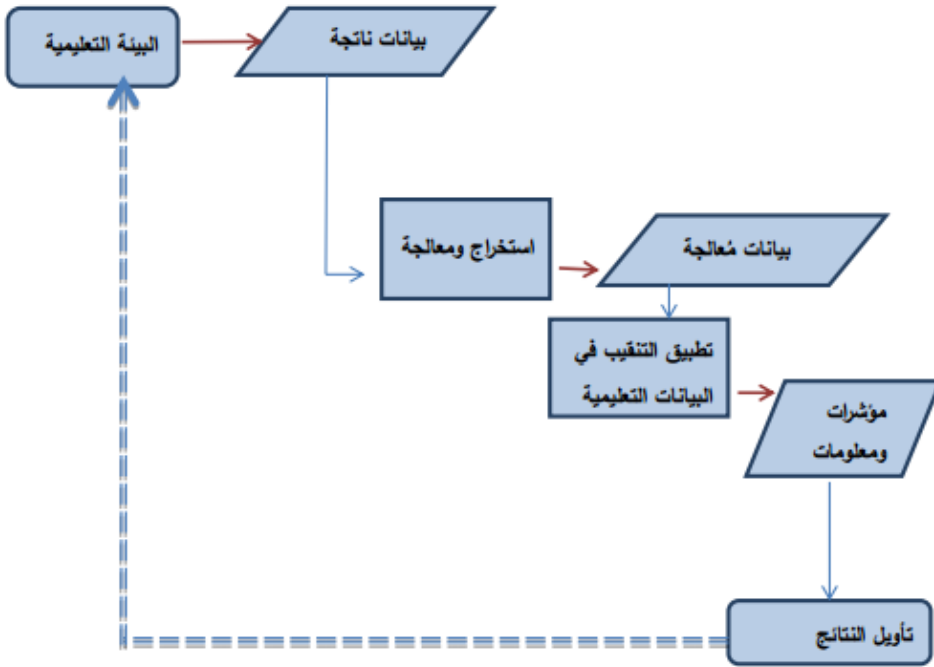 البيئة التعليمية
بيانات ناتجة
استخراج ومعالجة
بيانات مُعالجة
تطبيق التنقيب في
البيانات التعليمية
مؤشرات
ومعلومات
تأويل النتائج